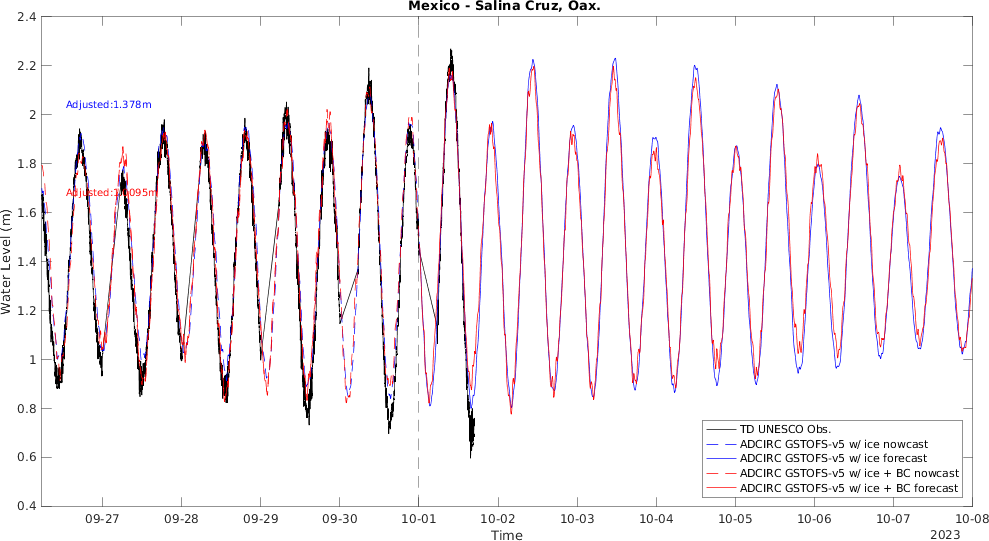 Mexico - Salina Cruz, Oax.
2.4
2.2
2
1.8
1.6
1.4
1.2
1
0.8
0.6
0.4
Water Level (m)
Adjusted:1.378m
Adjusted:1.0095m
TD UNESCO Obs.
ADCIRC GSTOFS-v5 w/ ice nowcast
ADCIRC GSTOFS-v5 w/ ice forecast
ADCIRC GSTOFS-v5 w/ ice + BC nowcast
ADCIRC GSTOFS-v5 w/ ice + BC forecast
09-27 09-28 09-29 09-30 10-01 10-02 10-03 10-04 10-05 10-06 10-07 10-08
Time
2023